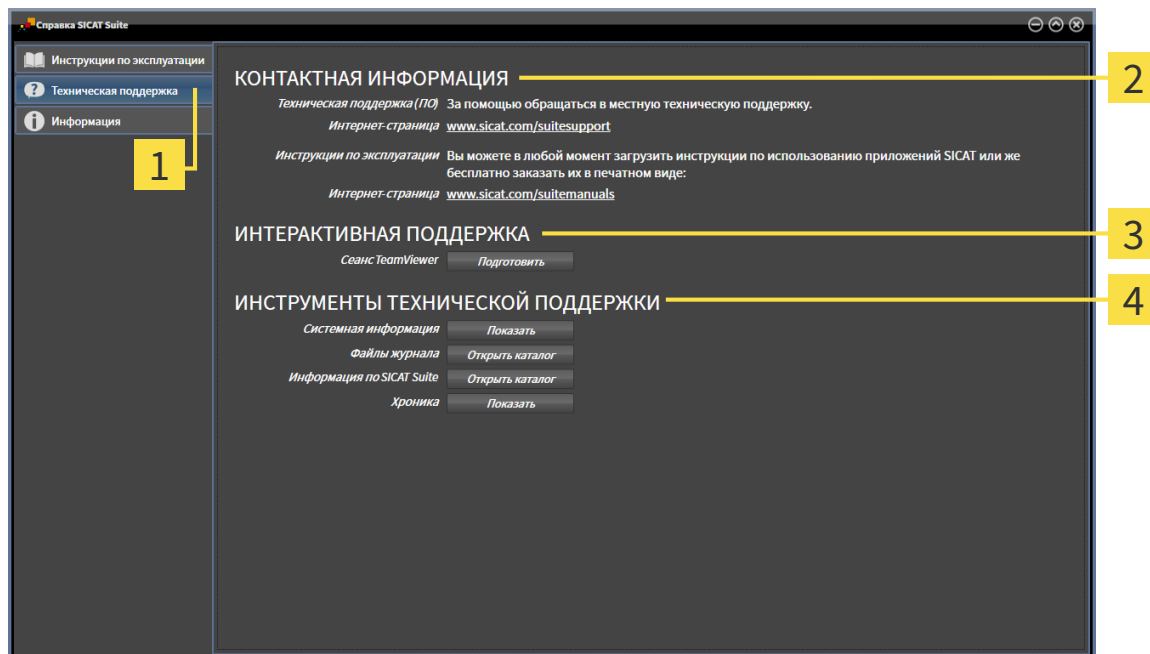 Справка SICAT Suite
Инструкции по эксплуатации
Техническая поддержка
Информация
1
КОНТАКТНАЯ ИНФОРМАЦИЯ
2
Техническая поддержка (ПО) За помощью обращаться в местную техническую поддержку.
Интернет-страница www.sicat.com/suitesupport
Инструкции по эксплуатации Вы можете в любой момент загрузить инструкции по использованию приложений SICAT или же
бесплатно заказать их в печатном виде:
Интернет-страница www.sicat.com/suitemanuals
ИНТЕРАКТИВНАЯ ПОДДЕРЖКА
3
Сеанс TeamViewer Подготовить
ИНСТРУМЕНТЫ ТЕХНИЧЕСКОЙ ПОДДЕРЖКИ
4
Системная информация Показать
Файлы журнала Открыть каталог
Информация по SICAT Suite Открыть каталог
Хроника Показать